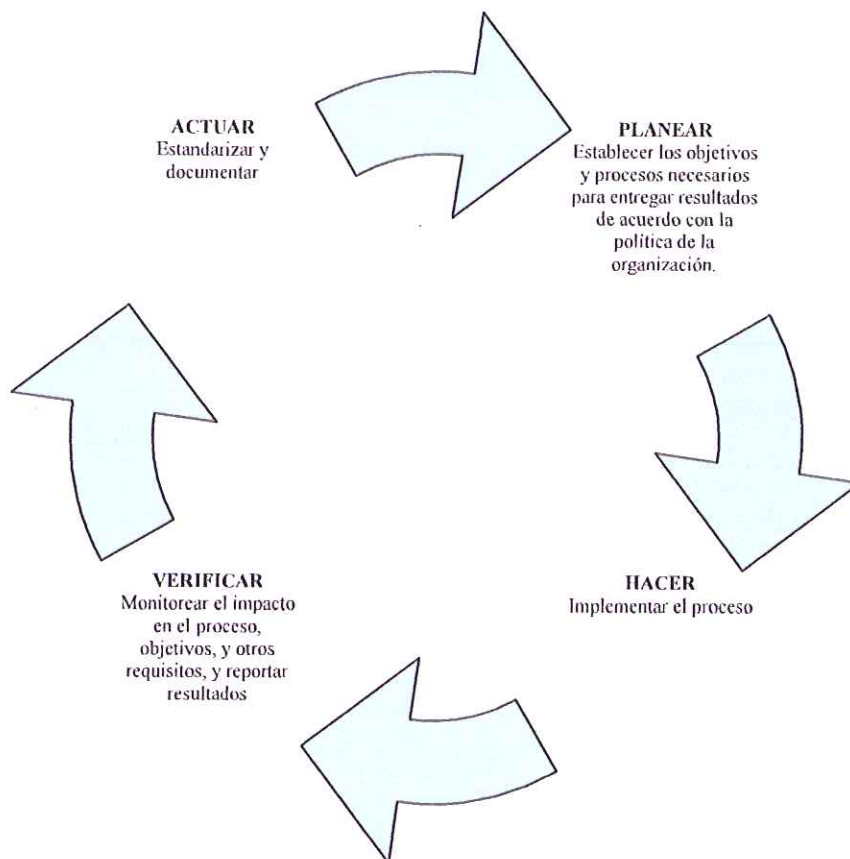 ACTUAR
Estandarizar y
documentar
PLANEAR
Establecer los objetivos
y procesos necesarios
para entregar resultados
de acuerdo con la
política de la
organización.
HACER
Implementar el proceso
VERIFICAR
Monitorear el impacto
en el proceso,
objetivos, y otros
requisitos, y reportar
resultados